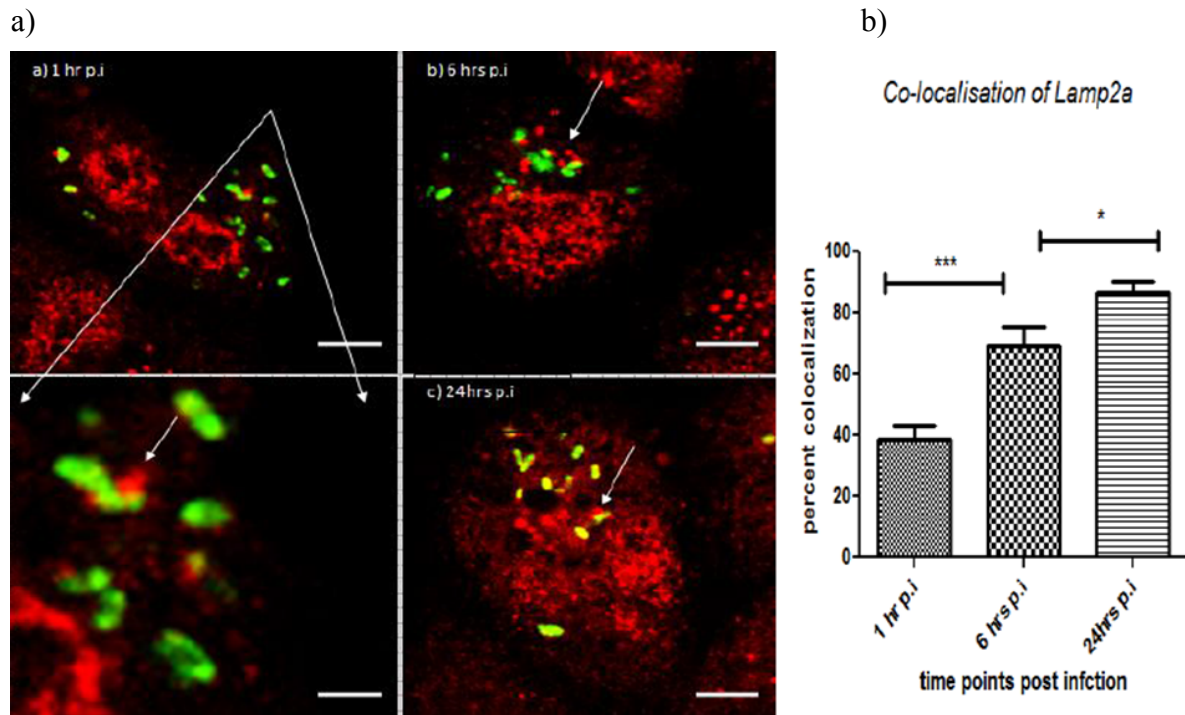 a)
b)
a) 1 hr p.i
b) 6 hrs p.i
c) 24hrs p.i
Co-localisation of Lamp2a
*
***
100
80
60
40
20
0
percent colocalization
1 hr p.i
6 hrs p.i
24hrs p.i
time points post infction